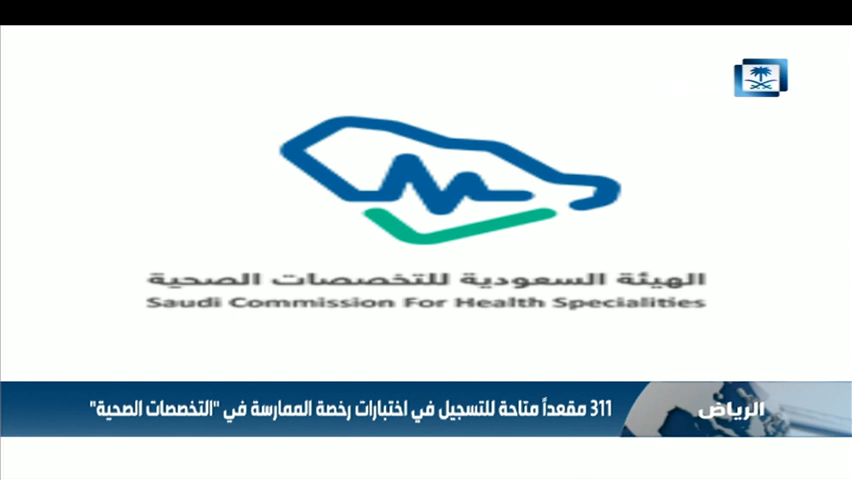 الهيئة السعودية للتخصصات الصحية
Saudi Commission For Health Specialities
الرياض
311 مقعداً متاحة للتسجيل في اختبارات رخصة الممارسة في "التخصصات الصحية"